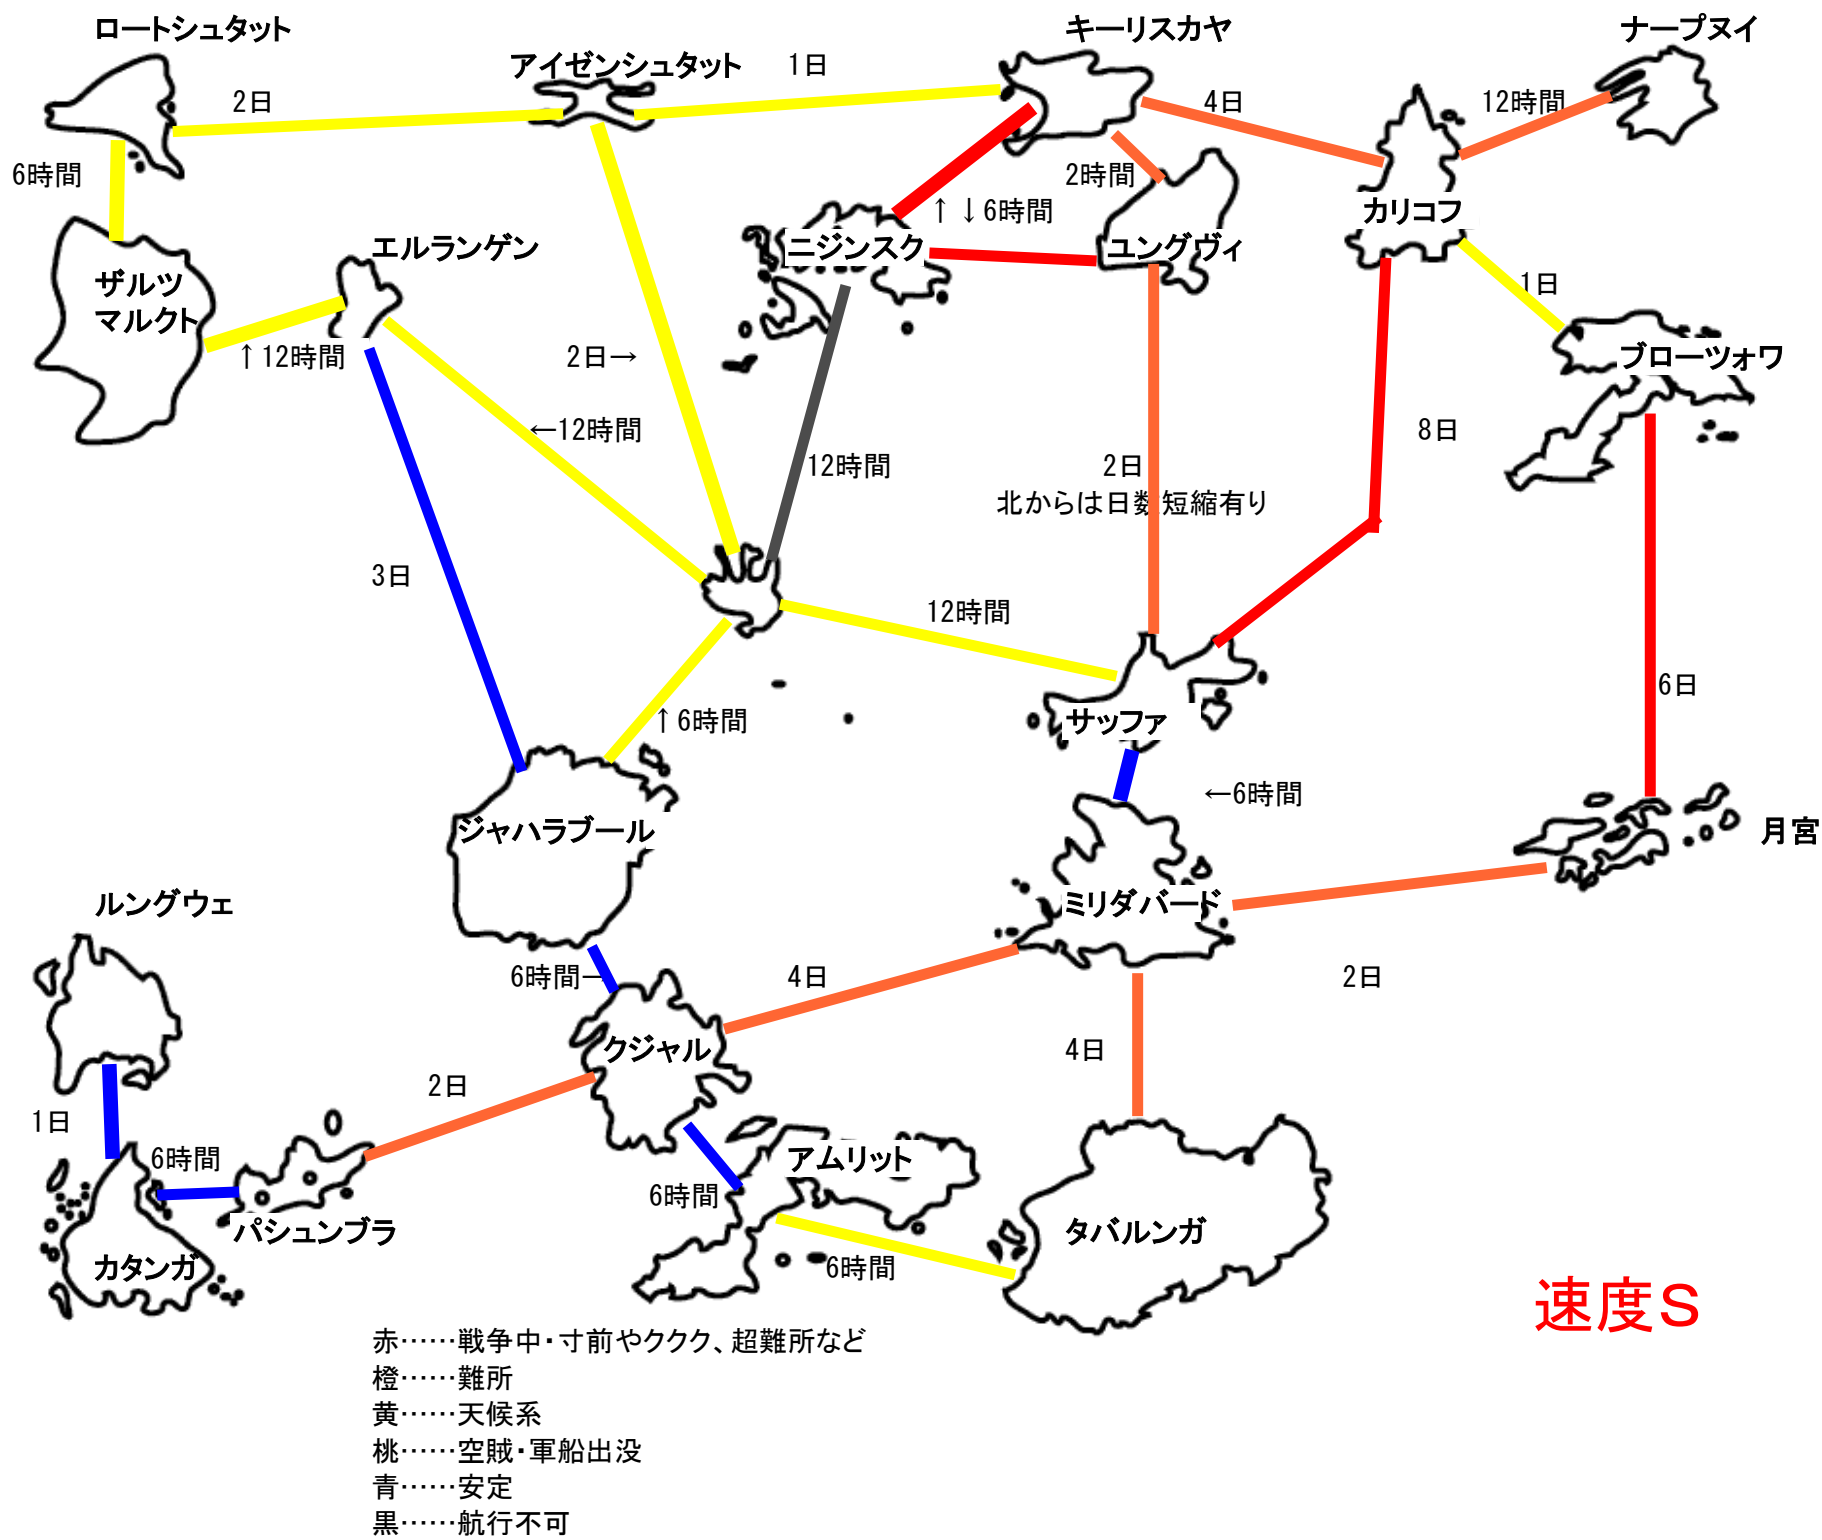 ロートシュタット
キーリスカヤ
ナープヌイ
アイゼンシュタット
1日
2日
4日
12時間
6時間
2時間
↑↓6時間
カリコフ
エルランゲン
ニジンスク
ユングヴィ
ザルツ
マルクト
1日
↑12時間
2日→
ブローツォワ
←12時間
8日
12時間
2日
北からは日数短縮有り
3日
12時間
6日
↑6時間
サッファ
←6時間
ジャハラブール
月宮
ルングウェ
ミリダバード
6時間→
4日
2日
クジャル
4日
2日
1日
6時間
アムリット
6時間
パシュンブラ
タバルンガ
カタンガ
6時間
速度S
赤……戦争中・寸前やククク、超難所など
橙……難所
黄……天候系
桃……空賊・軍船出没
青……安定
黒……航行不可